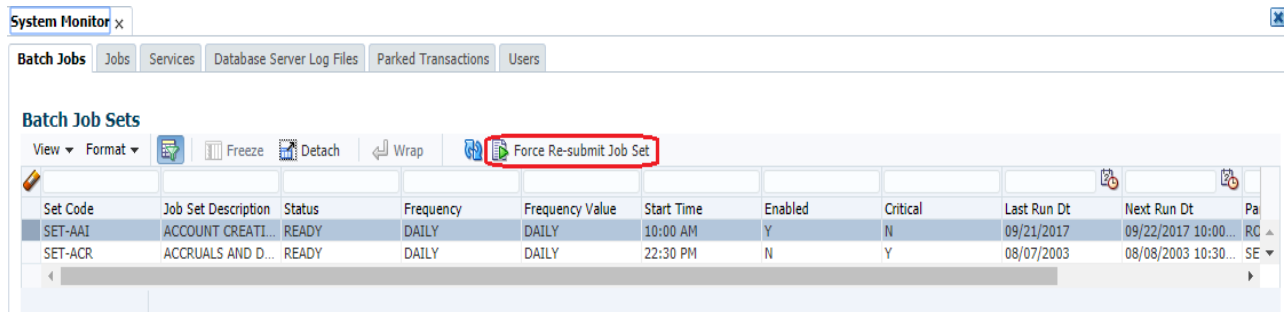 System Monitor x
Batch Jobs Jobs Services Database Server Log Files Parked Transactions Users
Batch Job Sets
View Format Freeze Detach Wrap Force Re-submit Job Set
Set Code Job Set Description Status Frequency Frequency Value Start Time Enabled Critical Last Run Dt Next Run Dt Pa
SET-AAI ACCOUNT CREATI... READY DAILY DAILY 10:00 AM Y N 09/21/2017 09/22/2017 10:00... RO
SET-ACR ACCRUALS AND D... READY DAILY DAILY 22:30 PM N Y 08/07/2003 08/08/2003 10:30... SE